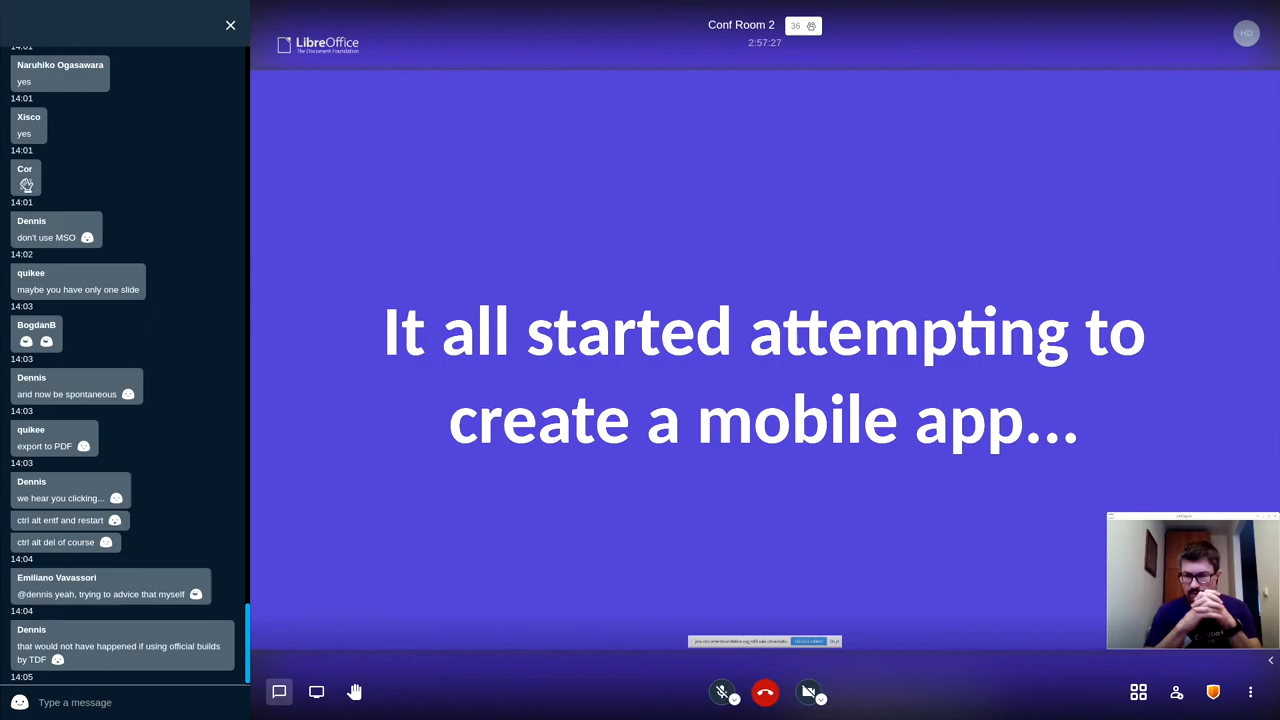 14:01
Naruhiko Ogasawara
yes
14:01
Xisco
yes
14:01
Cor
14:01
Dennis
don't use MSO
14:02
quikee
maybe you have only one slide
14:03
BogdanB
14:03
Dennis
and now be spontaneous
14:03
quikee
export to PDF
14:03
Dennis
we hear you clicking...
ctrl alt entf and restart
ctrl alt del of course
14:04
Emiliano Vavassori
@dennis yeah, trying to advice that myself
14:04
Dennis
that would not have happened if using official builds
by TDF
14:05
Type a message
LibreOffice
The Document Foundation
Conf Room 2
36
2:57:27
HD
It all started attempting to
create a mobile app...